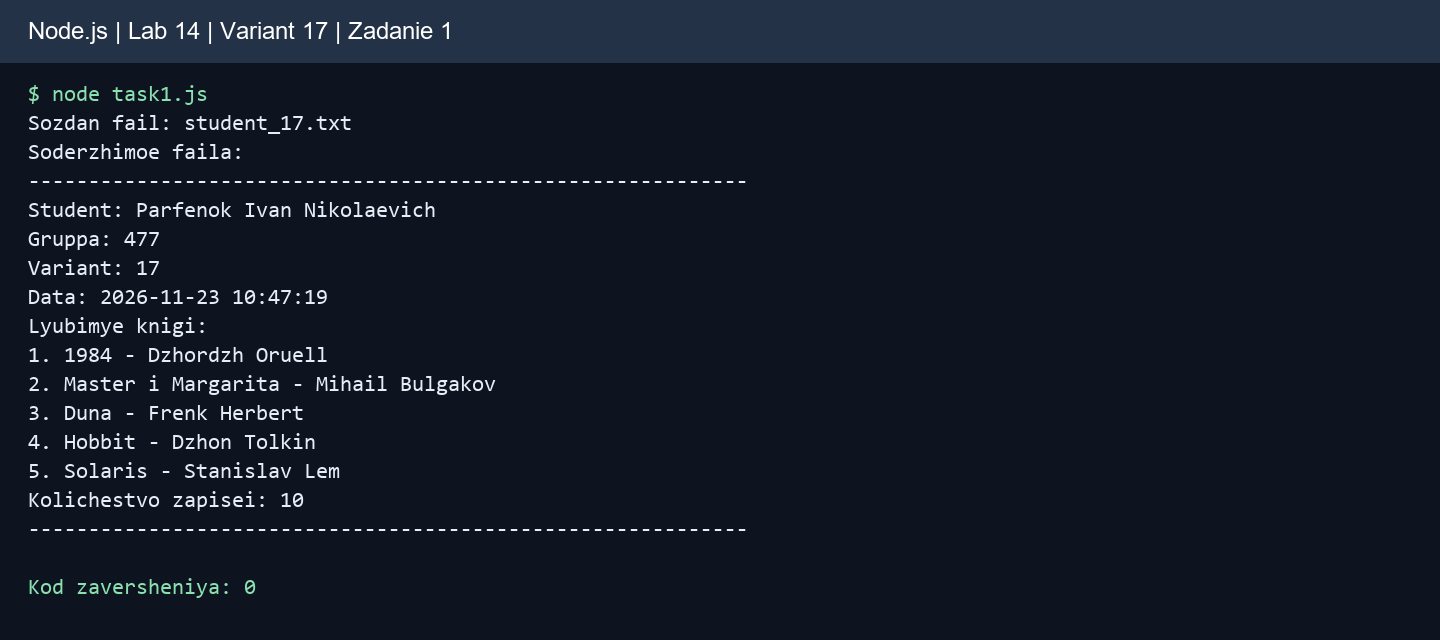 Node.js | Lab 14 | Variant 17 | Zadanie 1
$ node task1.js
Sozdan fail: student_17.txt
Soderzhimoe faila:
------------------------------------------------------------
Student: Parfenok Ivan Nikolaevich
Gruppa: 477
Variant: 17
Data: 2026-11-23 10:47:19
Lyubimye knigi:
1. 1984 - Dzhordzh Oruell
2. Master i Margarita - Mihail Bulgakov
3. Duna - Frenk Herbert
4. Hobbit - Dzhon Tolkin
5. Solaris - Stanislav Lem
Kolichestvo zapisei: 10
------------------------------------------------------------
Kod zaversheniya: 0